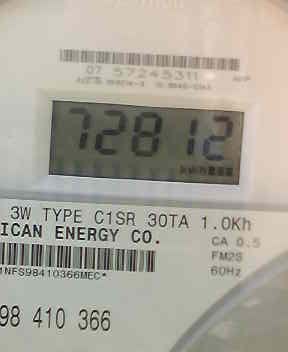 07 57245311
72812
kWh
3W TYPE C1SR 30TA 1.0Kh
ICAN ENERGY CO.
CA 0.5
FM2S
60Hz
1NFS98410366MEC*
98 410 366